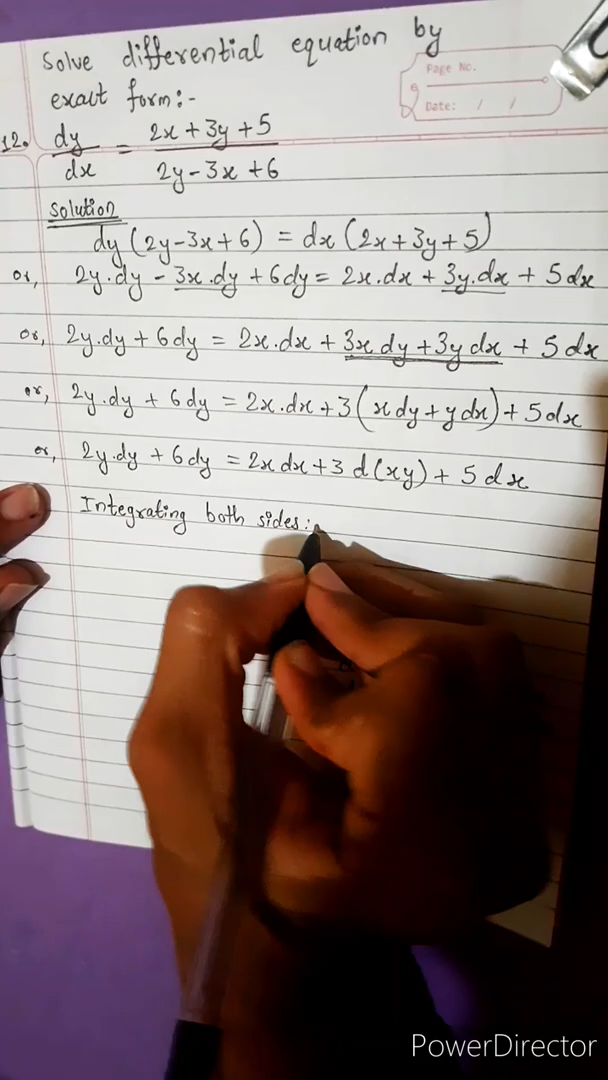 Solve differential equation by
exact form:-
Page No.
Date: / /
12. dy/dx = 2x + 3y + 5 / 2y - 3x + 6
Solution
dy (2y - 3x + 6) = dx (2x + 3y + 5)
or, 2y.dy - 3x.dy + 6dy = 2x.dx + 3y.dx + 5dx
or, 2y.dy + 6dy = 2x.dx + 3x dy + 3y dx + 5dx
or, 2y.dy + 6dy = 2x.dx + 3(x dy + y dx) + 5dx
or, 2y.dy + 6dy = 2x dx + 3 d(xy) + 5 dx
Integrating both sides:
PowerDirector